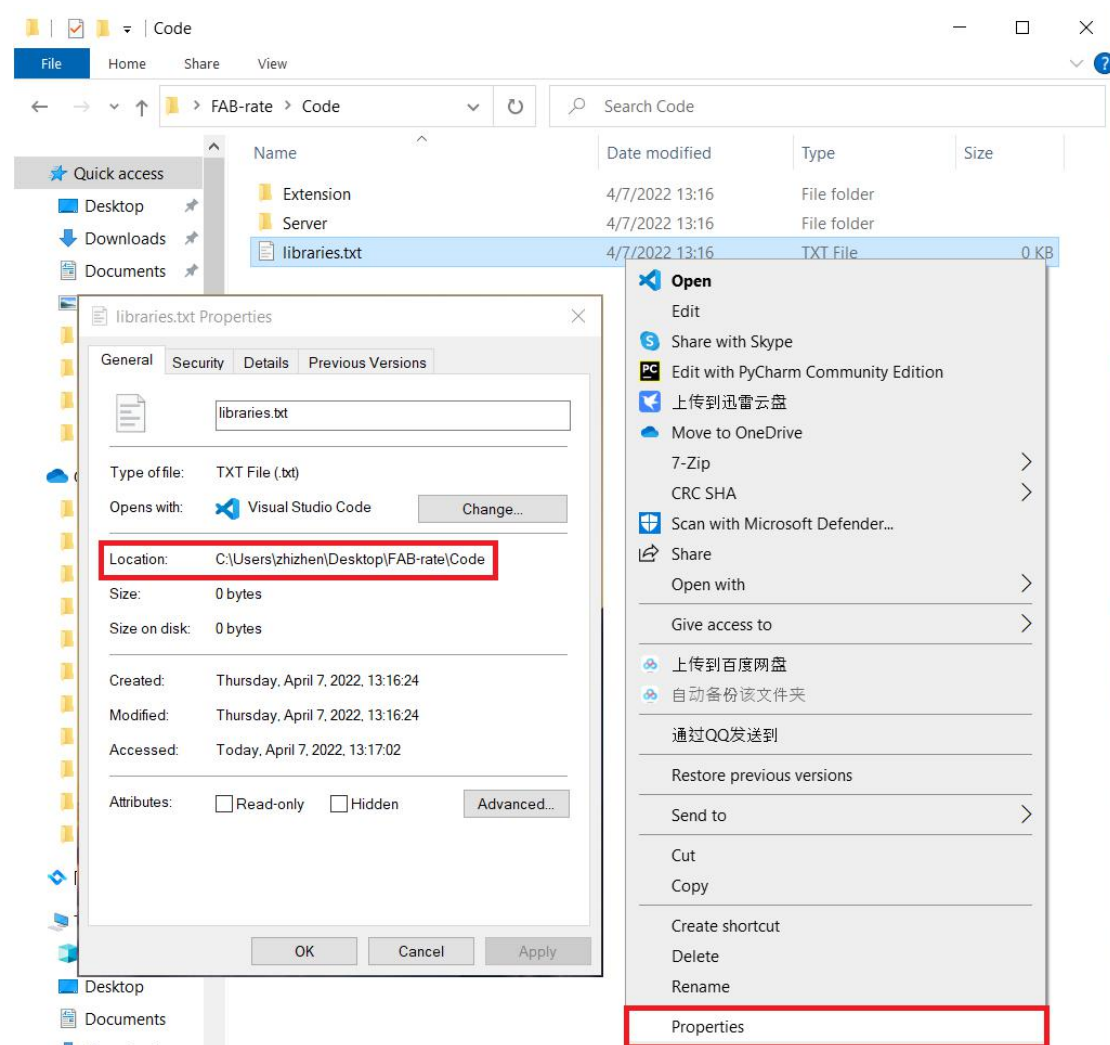 Code
File Home Share View
FAB-rate > Code
Search Code
Name Date modified Type Size
Quick access
Desktop
Downloads
Documents
Extension 4/7/2022 13:16 File folder
Server 4/7/2022 13:16 File folder
libraries.txt 4/7/2022 13:16 TXT File 0 KB
libraries.txt Properties
General Security Details Previous Versions
libraries.txt
Type of file: TXT File (.txt)
Opens with: Visual Studio Code Change...
Location: C:\Users\zhizhen\Desktop\FAB-rate\Code
Size: 0 bytes
Size on disk: 0 bytes
Created: Thursday, April 7, 2022, 13:16:24
Modified: Thursday, April 7, 2022, 13:16:24
Accessed: Today, April 7, 2022, 13:17:02
Attributes: Read-only Hidden Advanced...
OK Cancel Apply
Desktop
Documents
Open
Edit
Share with Skype
PC Edit with PyCharm Community Edition
上传到迅雷云盘
Move to OneDrive
7-Zip
CRC SHA
Scan with Microsoft Defender...
Share
Open with
Give access to
上传到百度网盘
自动备份该文件夹
通过QQ发送到
Restore previous versions
Send to
Cut
Copy
Create shortcut
Delete
Rename
Properties